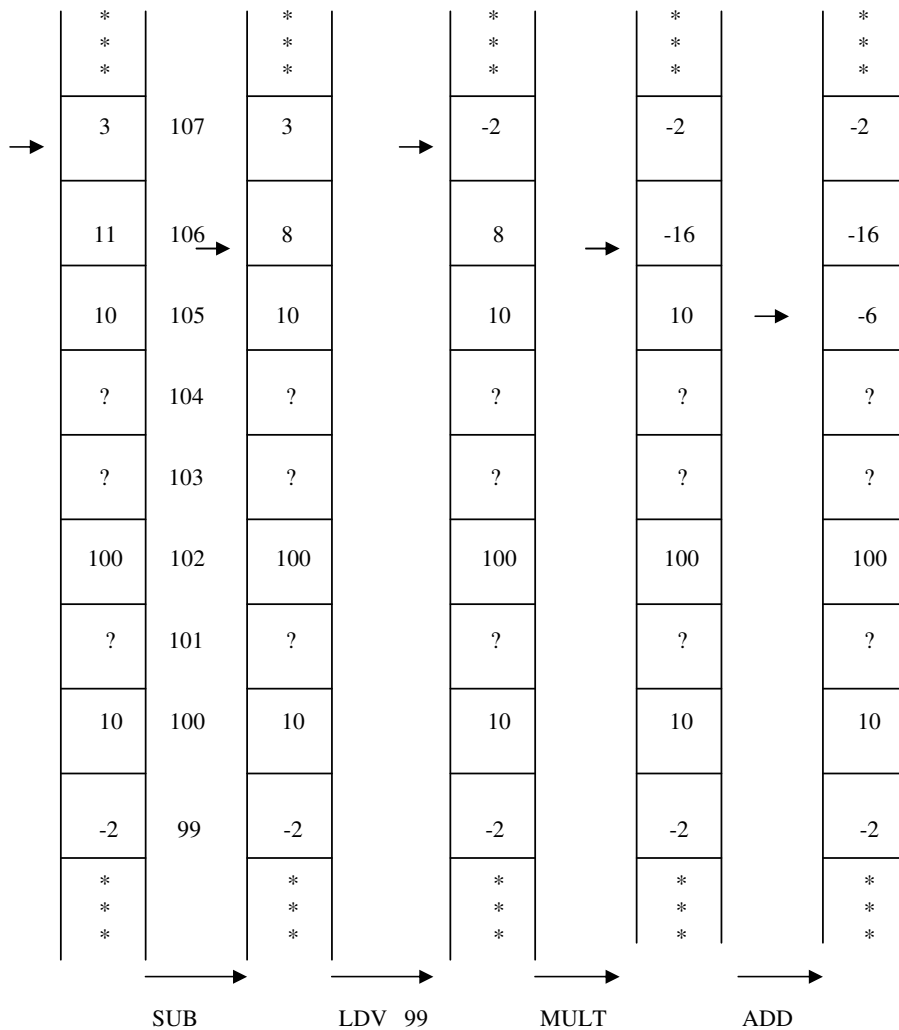 * * * * *
* * * * *
* * * * *
3 107 3 -2 -2 -2
11 106 8 8 -16 -16
10 105 10 10 10 -6
? 104 ? ? ? ?
? 103 ? ? ? ?
100 102 100 100 100 100
? 101 ? ? ? ?
10 100 10 10 10 10
-2 99 -2 -2 -2 -2
* * * * *
* * * * *
* * * * *
SUB LDV 99 MULT ADD